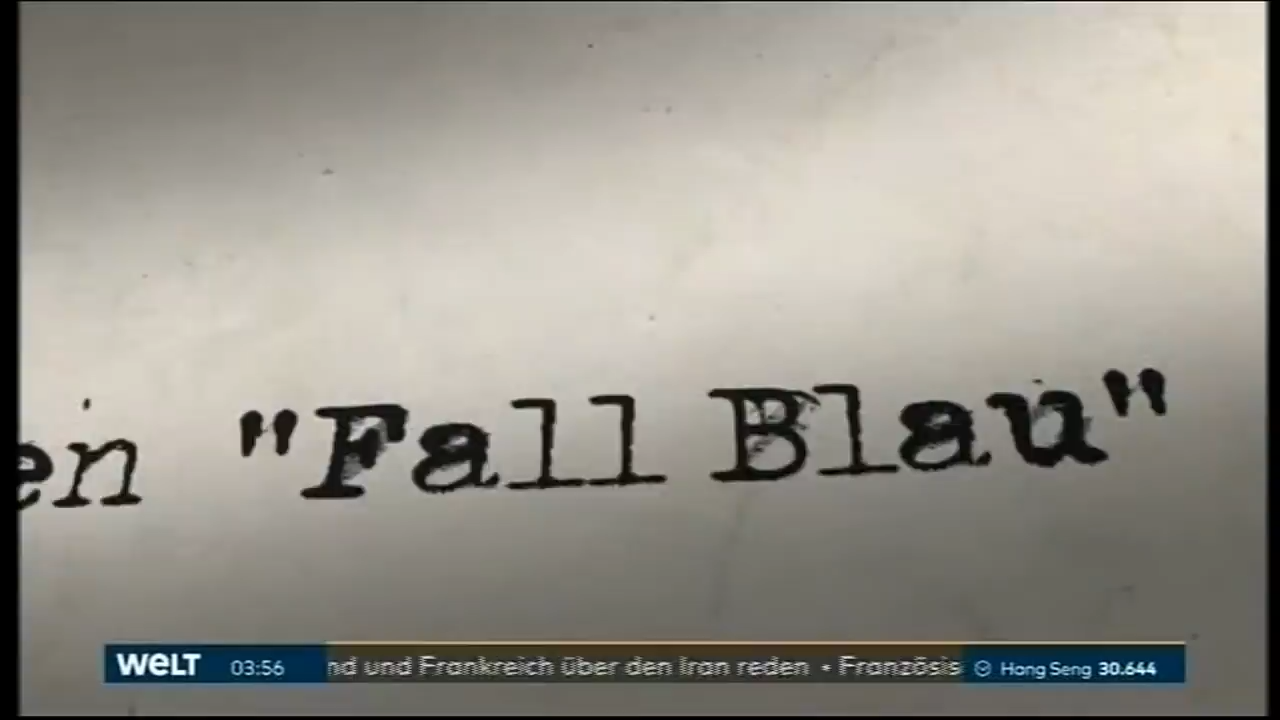 en "Fall Blau"
WELT 03:56 nd und Frankreich über den Iran reden • Französis Hong Seng 30.644